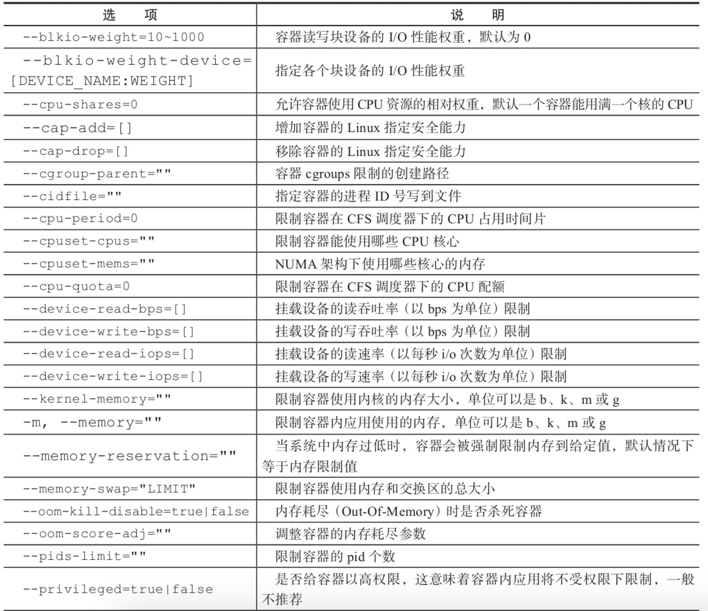 选 项 说 明
--blkio-weight=10~1000 容器读写块设备的 I/O 性能权重，默认为 0
--blkio-weight-device=
[DEVICE_NAME:WEIGHT] 指定各个块设备的 I/O 性能权重
--cpu-shares=0 允许容器使用 CPU 资源的相对权重，默认一个容器能用满一个核的 CPU
--cap-add=[] 增加容器的 Linux 指定安全能力
--cap-drop=[] 移除容器的 Linux 指定安全能力
--cgroup-parent="" 容器 cgroups 限制的创建路径
--cidfile="" 指定容器的进程 ID 号写到文件
--cpu-period=0 限制容器在 CFS 调度器下的 CPU 占用时间片
--cpuset-cpus="" 限制容器能使用哪些 CPU 核心
--cpuset-mems="" NUMA 架构下使用哪些核心的内存
--cpu-quota=0 限制容器在 CFS 调度器下的 CPU 配额
--device-read-bps=[] 挂载设备的读吞吐率（以 bps 为单位）限制
--device-write-bps=[] 挂载设备的写吞吐率（以 bps 为单位）限制
--device-read-iops=[] 挂载设备的读速率（以每秒 i/o 次数为单位）限制
--device-write-iops=[] 挂载设备的写速率（以每秒 i/o 次数为单位）限制
--kernel-memory="" 限制容器使用内核的内存大小，单位可以是 b、k、m 或 g
-m, --memory="" 限制容器内应用使用的内存，单位可以是 b、k、m 或 g
--memory-reservation="" 当系统中内存过低时，容器会被强制限制内存到给定值，默认情况下
等于内存限制值
--memory-swap="LIMIT" 限制容器使用内存和交换区的总大小
--oom-kill-disable=true|false 内存耗尽（Out-Of-Memory）时是否杀死容器
--oom-score-adj="" 调整容器的内存耗尽参数
--pids-limit="" 限制容器的 pid 个数
--privileged=true|false 是否给容器以高权限，这意味着容器内应用将不受权限下限制，一般
不推荐